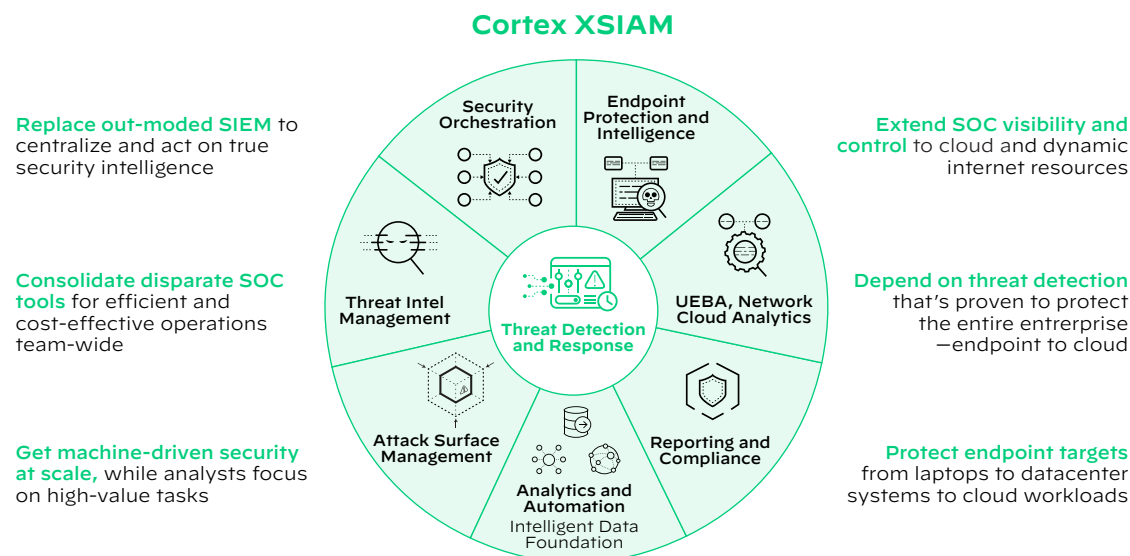 Cortex XSIAM
Replace out-moded SIEM to
centralize and act on true
security intelligence
Consolidate disparate SOC
tools for efficient and
cost-effective operations
team-wide
Get machine-driven security
at scale, while analysts focus
on high-value tasks
Security
Orchestration
Endpoint
Protection and
Intelligence
Threat Intel
Management
UEBA, Network
Cloud Analytics
Threat Detection
and Response
Attack Surface
Management
Reporting and
Compliance
Analytics and
Automation
Intelligent Data
Foundation
Extend SOC visibility and
control to cloud and dynamic
internet resources
Depend on threat detection
that’s proven to protect
the entire entrerprise
—endpoint to cloud
Protect endpoint targets
from laptops to datacenter
systems to cloud workloads